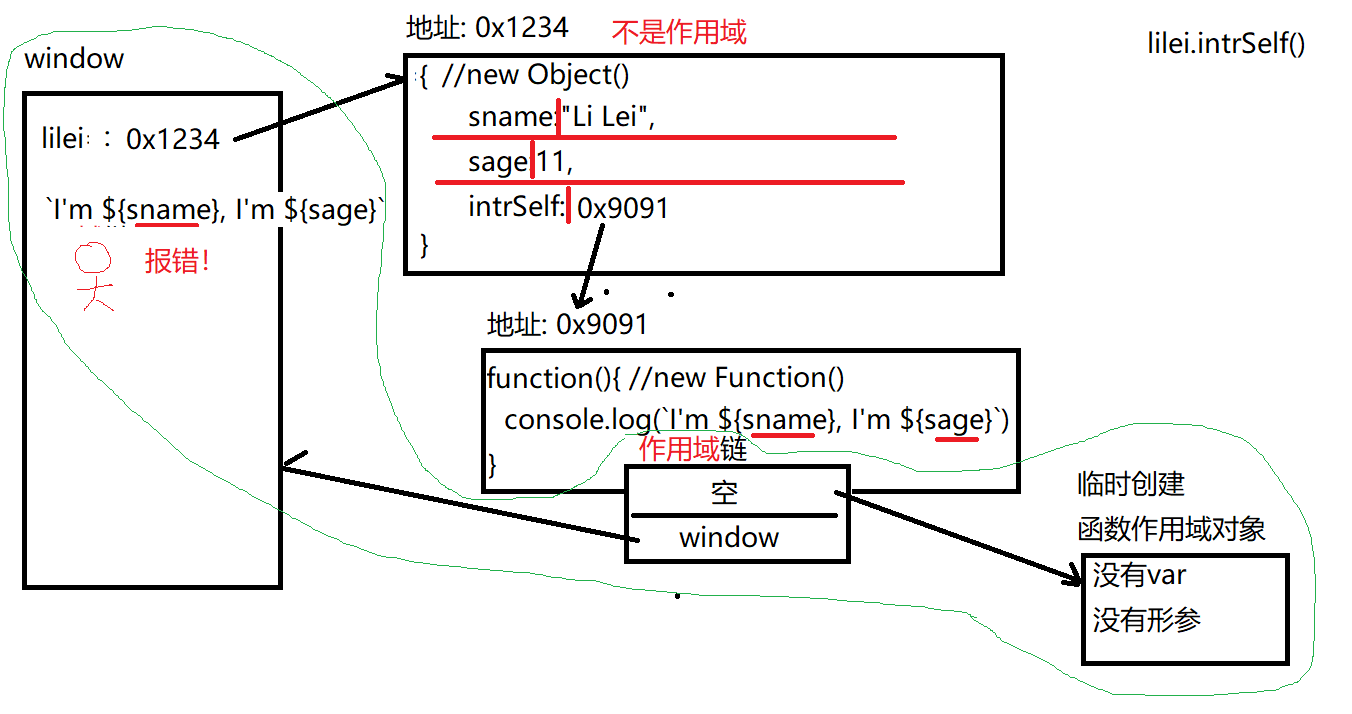 地址: 0x1234
不是作用域
lilei.intrSelf()
window
{ //new Object()
sname:"Li Lei",
lilei: : 0x1234
sage 11,
`I'm ${sname}, I'm ${sage}`
intrSelf: 0x9091
报错!
}
地址: 0x9091
function(){ //new Function()
console.log(`I'm ${sname}, I'm ${sage}`)
作用域链
}
空
window
临时创建
函数作用域对象
没有var
没有形参